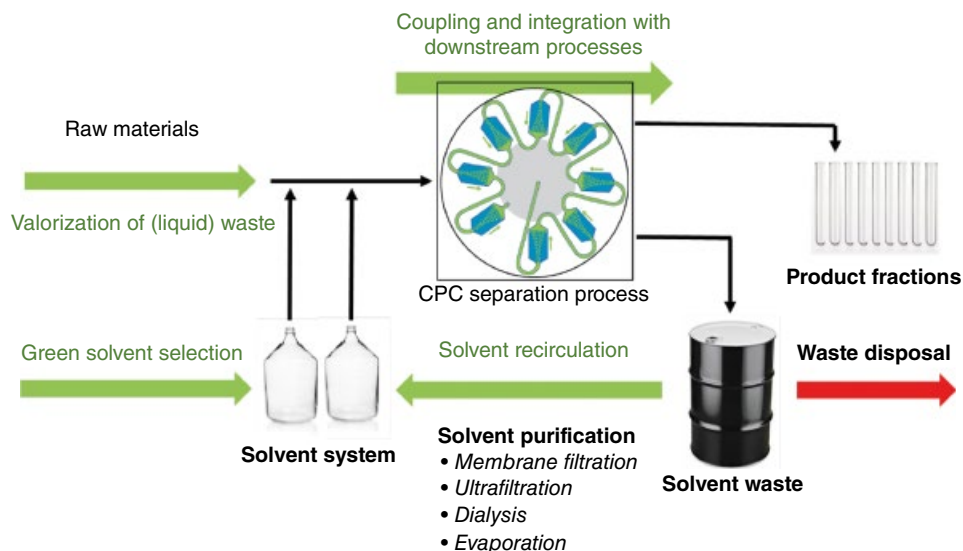 Coupling and integration with
downstream processes
Raw materials
Valorization of (liquid) waste
CPC separation process
Product fractions
Green solvent selection
Solvent recirculation
Waste disposal
Solvent system
Solvent purification
• Membrane filtration
• Ultrafiltration
• Dialysis
• Evaporation
Solvent waste